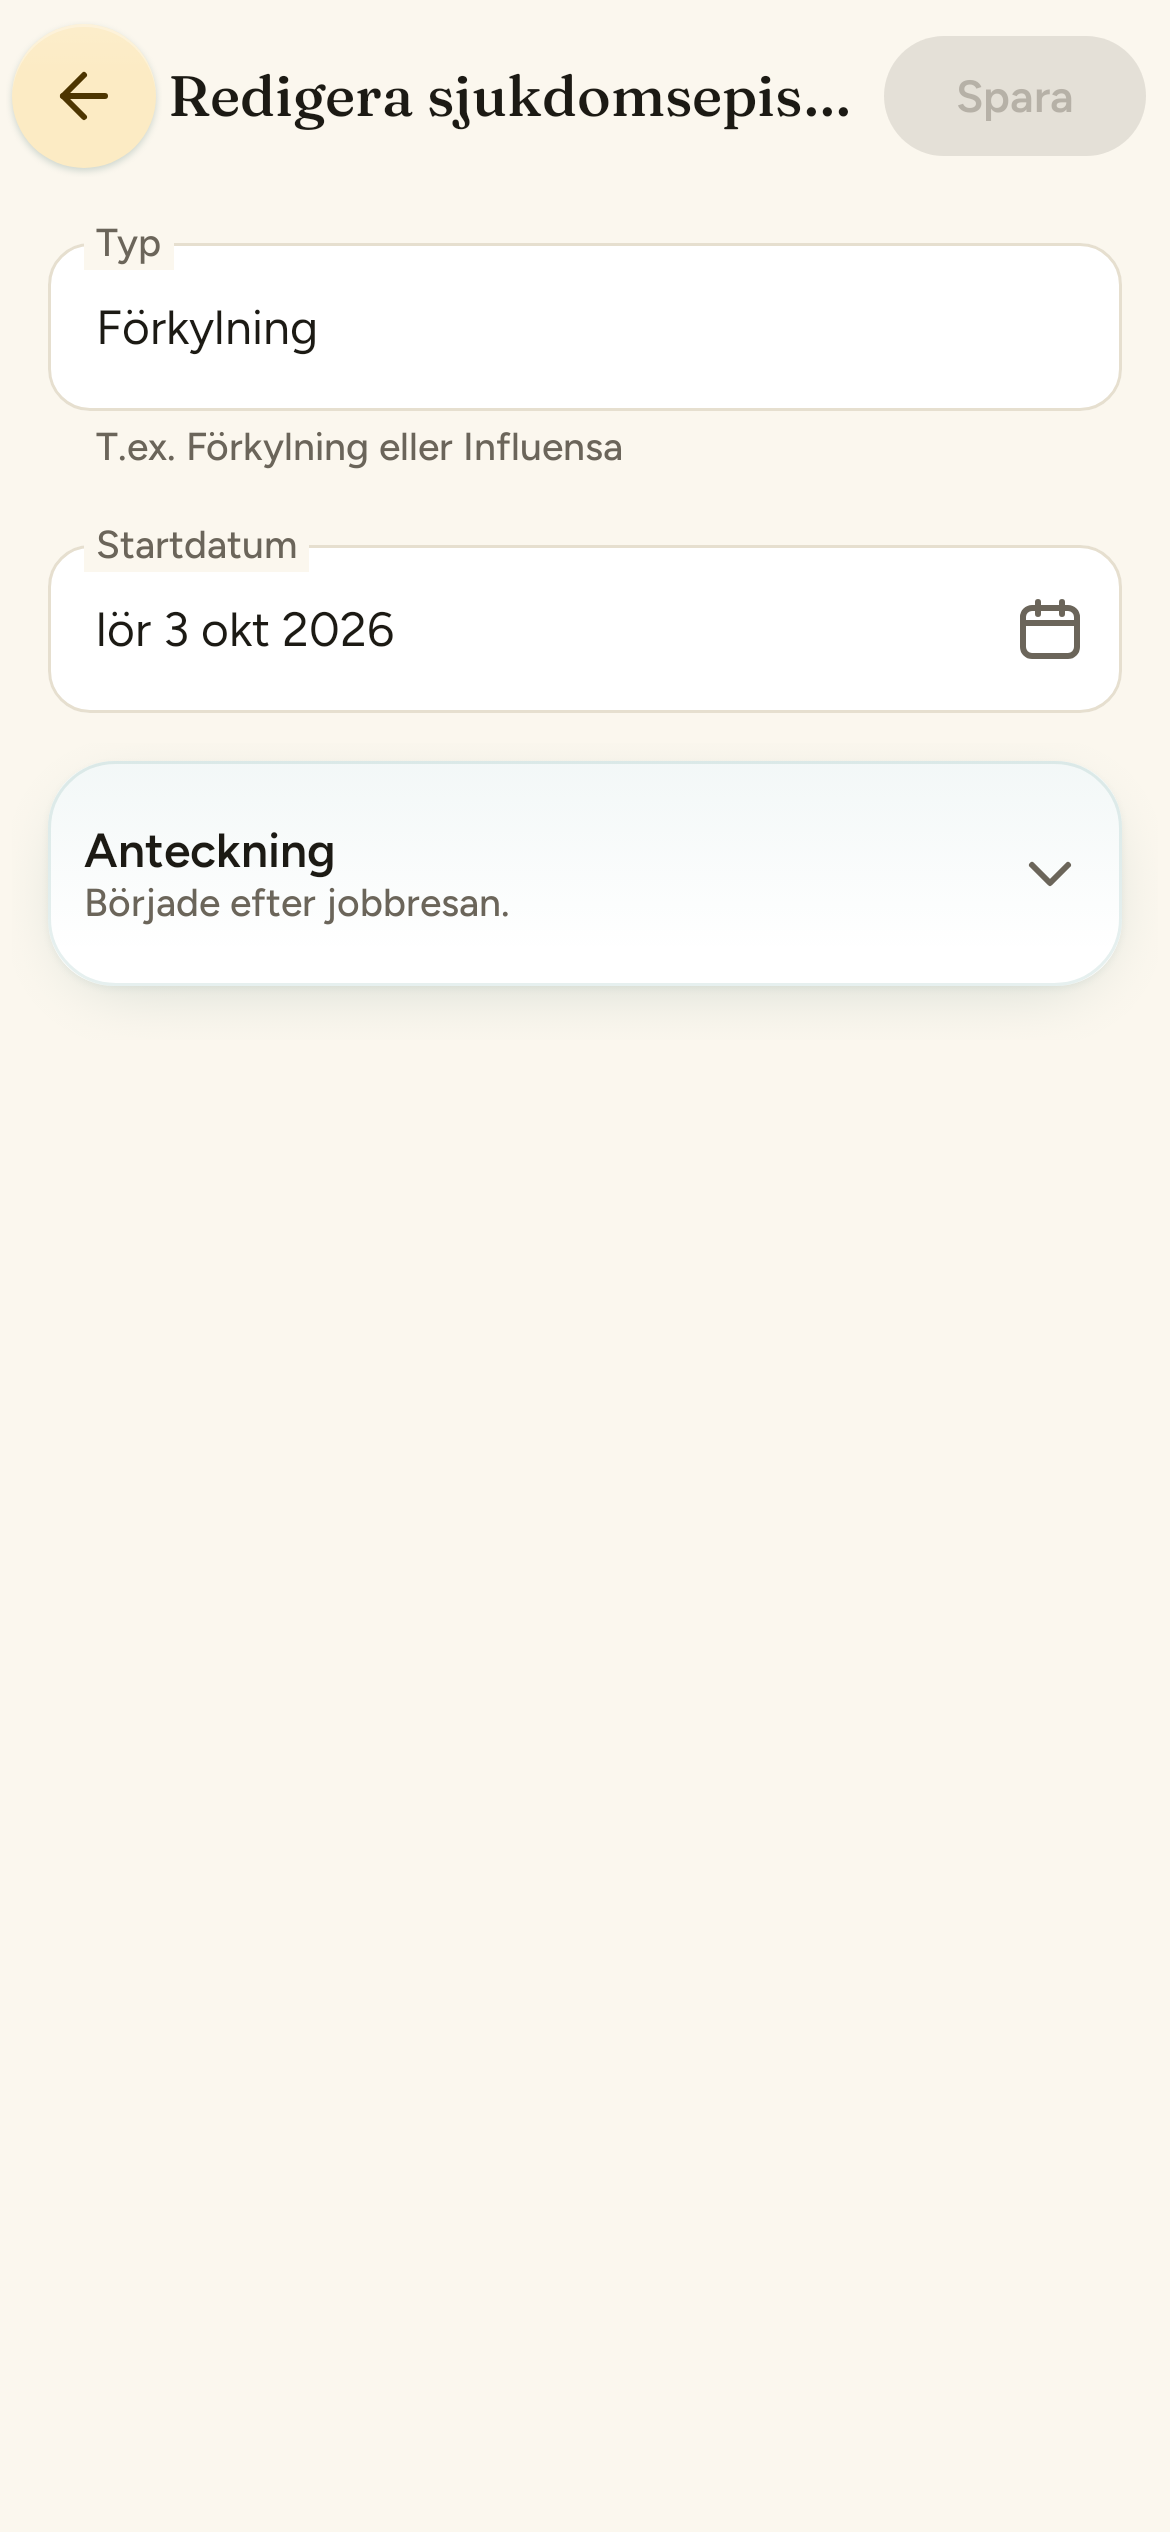 Redigera sjukdomsepis...
Spara
Typ
Förkylning
T.ex. Förkylning eller Influensa
Startdatum
lör 3 okt 2026
Anteckning
Började efter jobbresan.